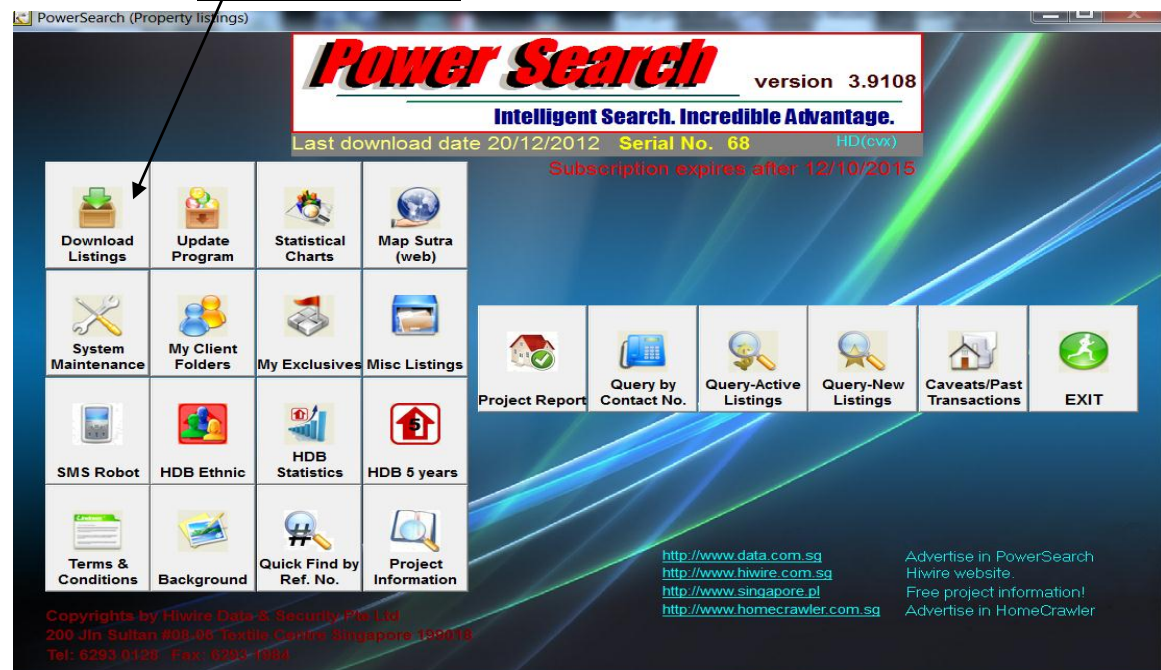 PowerSearch (Property listings)
Power Search version 3.9108
Intelligent Search. Incredible Advantage.
Last download date 20/12/2012 Serial No. 68 HD(cvx)
Subscription expires after 12/10/2015
Download Listings
Update Program
Statistical Charts
Map Sutra (web)
System Maintenance
My Client Folders
My Exclusives
Misc Listings
Project Report
Query by Contact No.
Query-Active Listings
Query-New Listings
Caveats/Past Transactions
EXIT
SMS Robot
HDB Ethnic
HDB Statistics
5
HDB 5 years
Terms & Conditions
Background
#
Quick Find by Ref. No.
Project Information
http://www.data.com.sg Advertise in PowerSearch
http://www.hiwire.com.sg Hiwire website.
http://www.singapore.pl Free project information!
http://www.homecrawler.com.sg Advertise in HomeCrawler
Copyrights by Hiwire Data & Security Pte Ltd
200 Jln Sultan #08-06 Textile Centre Singapore 199018
Tel: 6293 0126 Fax: 6293 1984